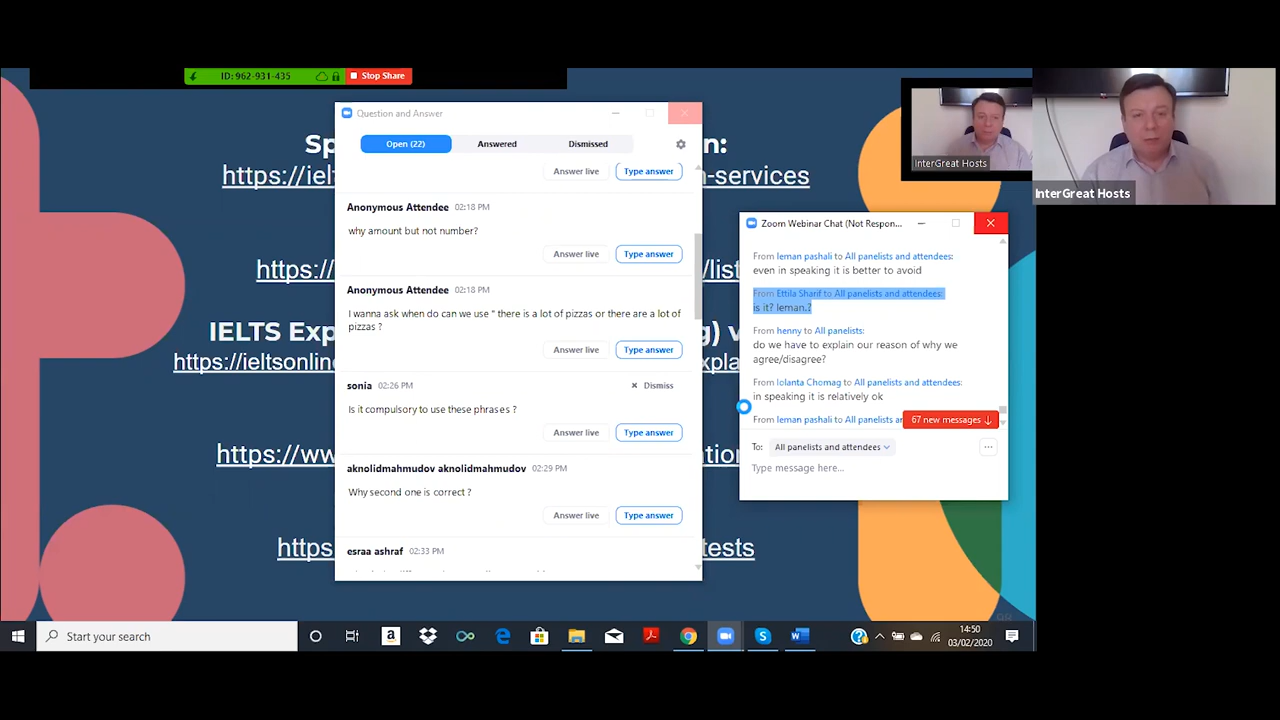 ID: 962-931-435
Stop Share
Sp
n:
https://iel
-services
https://
/list
IELTS Exp
g) v
https://ieltsonline
expla
https://ww
tion
https:
tests
Question and Answer
Open (22)
Answered
Dismissed
Answer live
Type answer
Anonymous Attendee 02:18 PM
why amount but not number?
Answer live
Type answer
Anonymous Attendee 02:18 PM
I wanna ask when do can we use " there is a lot of pizzas or there are a lot of
pizzas ?
Answer live
Type answer
sonia 02:26 PM
Dismiss
Is it compulsory to use these phrases ?
Answer live
Type answer
aknolidmahmudov aknolidmahmudov 02:29 PM
Why second one is correct ?
Answer live
Type answer
esraa ashraf 02:33 PM
InterGreat Hosts
InterGreat Hosts
Zoom Webinar Chat (Not Respon...
From leman pashali to All panelists and attendees:
even in speaking it is better to avoid
From Ettila Sharif to All panelists and attendees:
is it? leman.?
From henny to All panelists:
do we have to explain our reason of why we
agree/disagree?
From Iolanta Chomag to All panelists and attendees:
in speaking it is relatively ok
From leman pashali to All panelists ar
67 new messages
To: All panelists and attendees
Type message here...
Start your search
14:50
03/02/2020